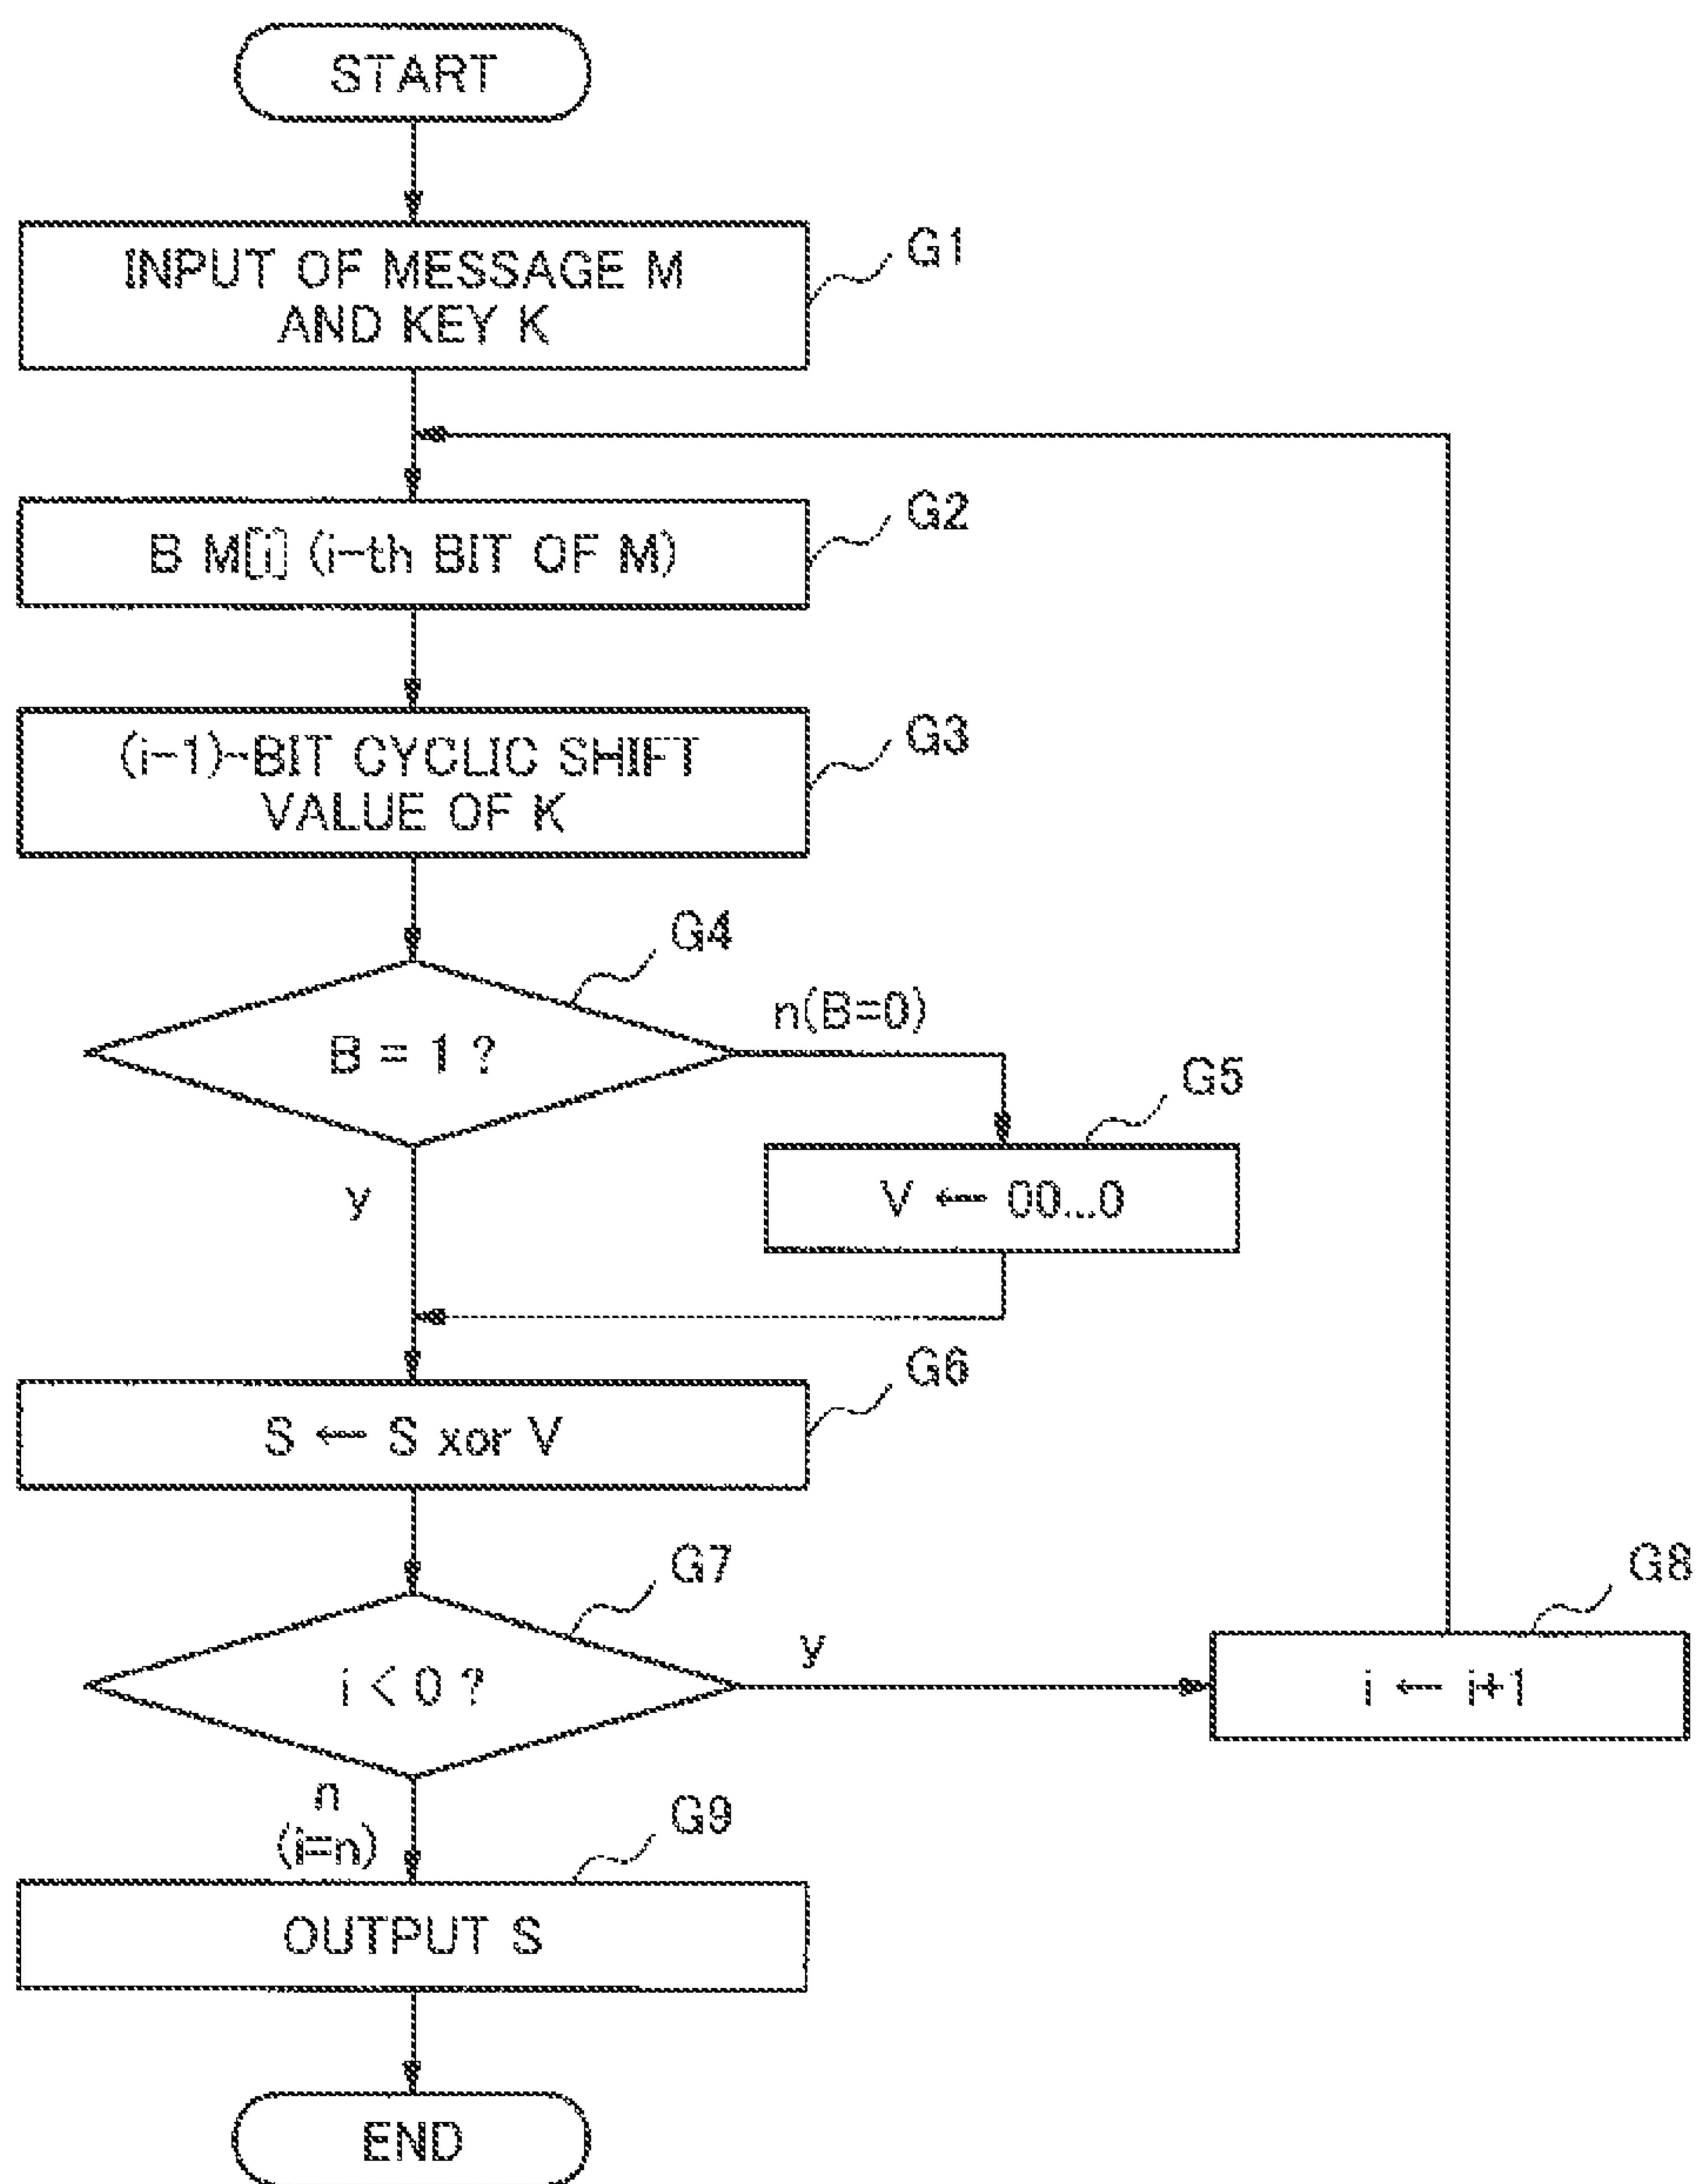 START
INPUT OF MESSAGE M
AND KEY K
G1
B M[i] (i-th BIT OF M)
G2
(i-1)-BIT CYCLIC SHIFT
VALUE OF K
G3
G4
B = 1 ?
n(B=0)
y
G5
V ← 00...0
G6
S ← S xor V
G7
i < 0 ?
y
G8
i ← i+1
n
(i=n)
G9
OUTPUT S
END